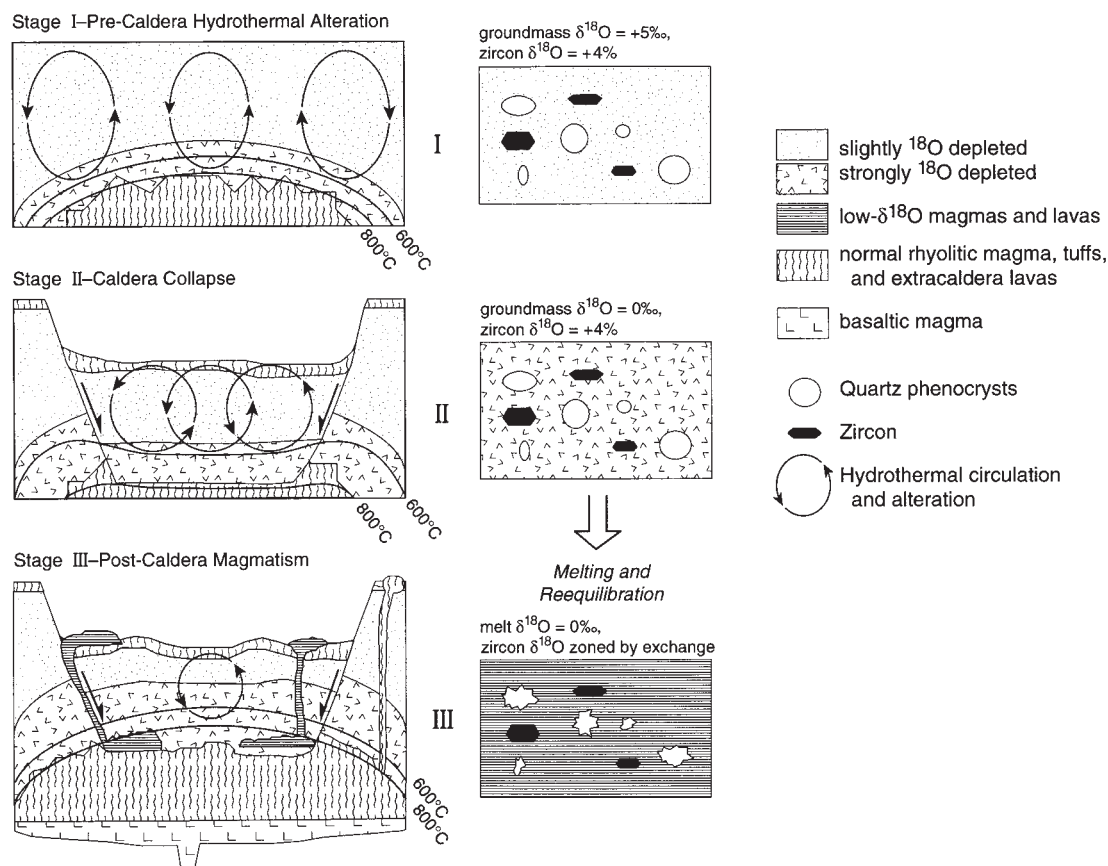 Stage I–Pre-Caldera Hydrothermal Alteration
800°C
600°C
I
groundmass δ18O = +5‰,
zircon δ18O = +4%
Stage II–Caldera Collapse
800°C
600°C
II
groundmass δ18O = 0‰,
zircon δ18O = +4%
Melting and
Reequilibration
Stage III–Post-Caldera Magmatism
600°C
800°C
III
melt δ18O = 0‰,
zircon δ18O zoned by exchange
slightly 18O depleted
strongly 18O depleted
low-δ18O magmas and lavas
normal rhyolitic magma, tuffs,
and extracaldera lavas
basaltic magma
Quartz phenocrysts
Zircon
Hydrothermal circulation
and alteration